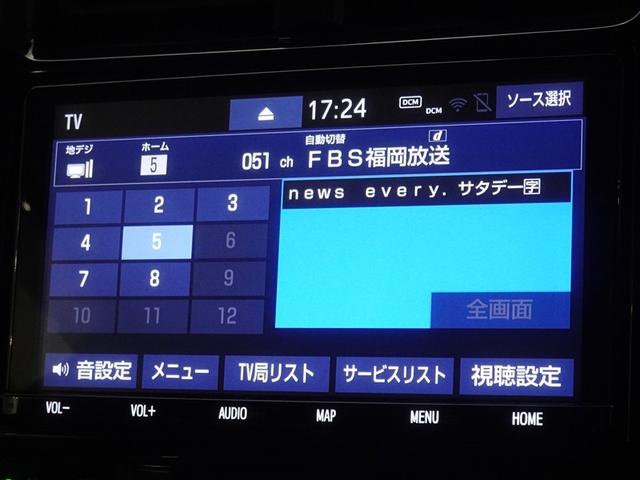 TV
17:24
DCM
DCM
ソース選択
地デジ
ホーム
5
自動切替
d
051 ch FBS福岡放送
1 2 3
4 5 6
7 8 9
10 11 12
news every. サタデー字
全画面
音設定
メニュー
TV局リスト
サービスリスト
視聴設定
VOL- VOL+ AUDIO MAP MENU HOME